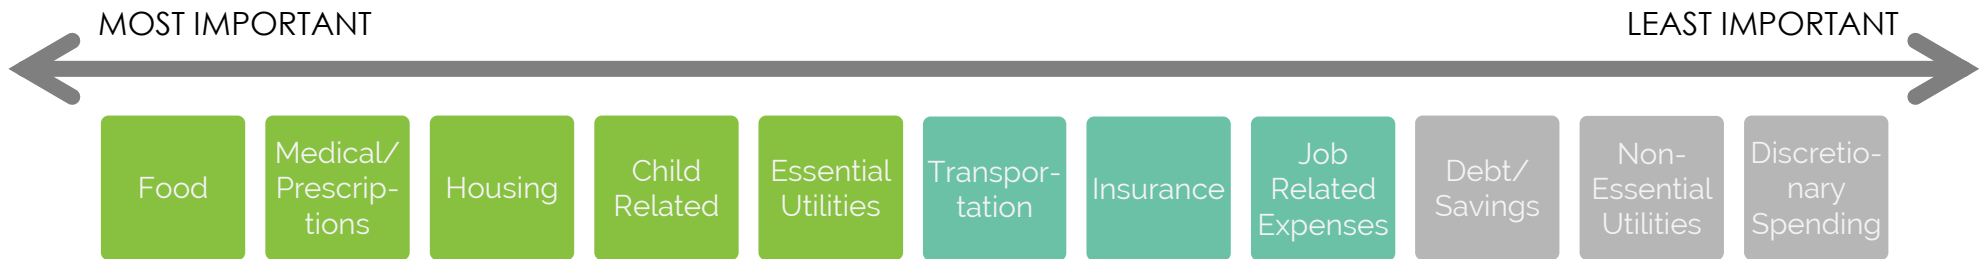 MOST IMPORTANT
LEAST IMPORTANT
Food
Medical/
Prescrip-
tions
Housing
Child
Related
Essential
Utilities
Transpor-
tation
Insurance
Job
Related
Expenses
Debt/
Savings
Non-
Essential
Utilities
Discretio-
nary
Spending